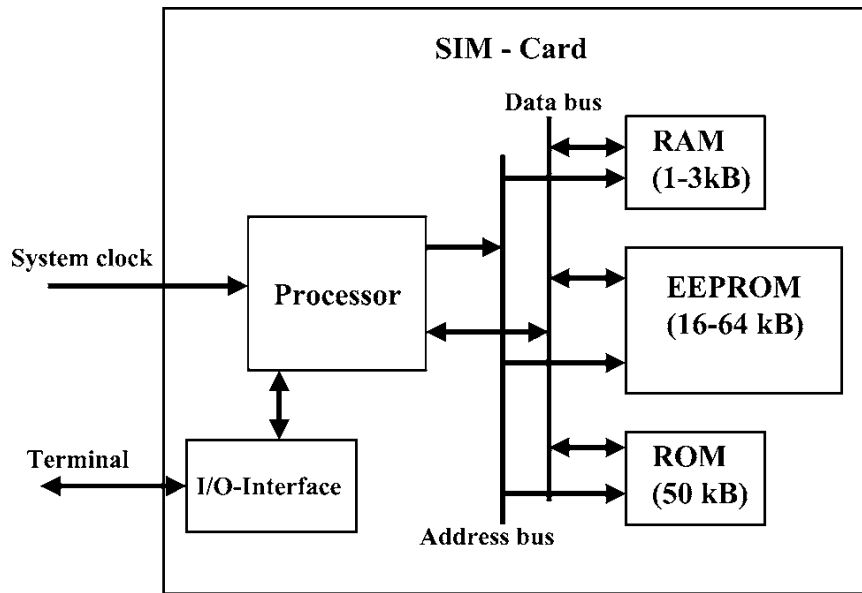 SIM - Card
Data bus
RAM
(1-3kB)
System clock
Processor
EEPROM
(16-64 kB)
Terminal
I/O-Interface
ROM
(50 kB)
Address bus